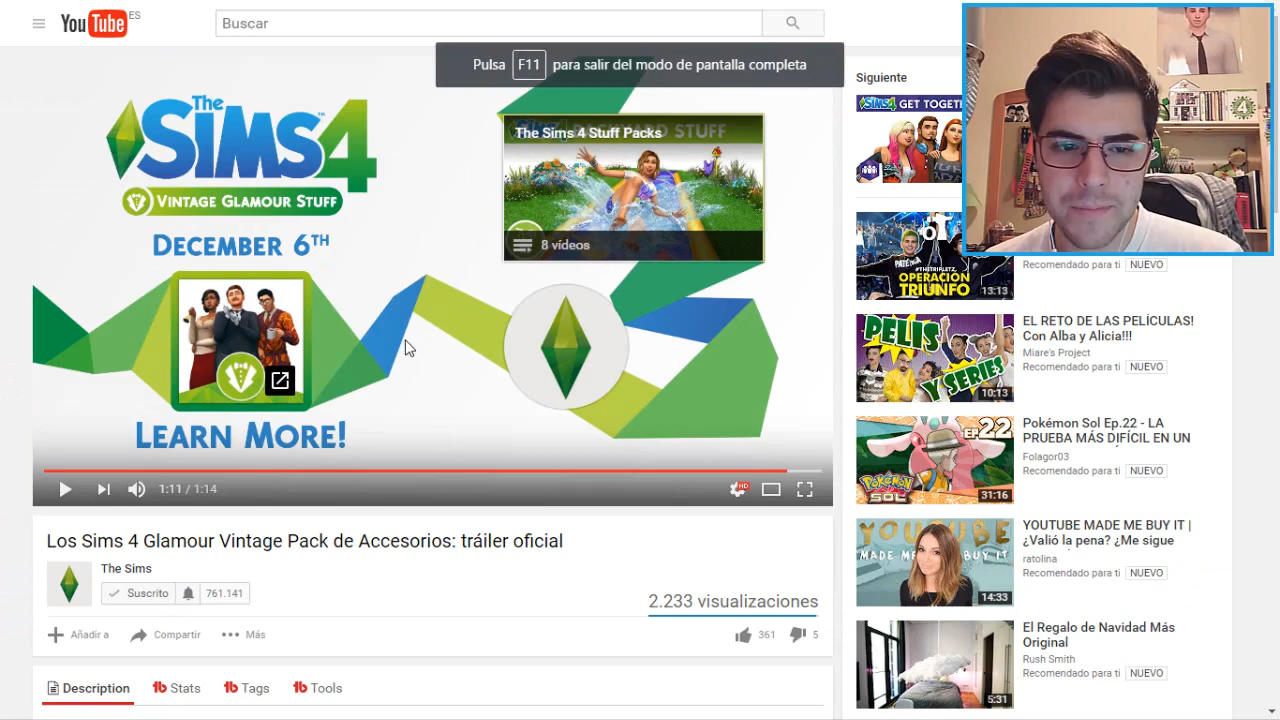 YouTube ES
Buscar
Pulsa F11 para salir del modo de pantalla completa
The SIMS 4
VINTAGE GLAMOUR STUFF
DECEMBER 6TH
LEARN MORE!
The Sims 4 Stuff Packs
8 vídeos
1:11 / 1:14
HD
Los Sims 4 Glamour Vintage Pack de Accesorios: tráiler oficial
The Sims
Suscrito 761.141
2.233 visualizaciones
Añadir a Compartir Más
361 5
Description Stats Tags Tools
Siguiente
SIMS 4 GET TOGETH
OPERACIÓN
TRIUNFO
13:13
Recomendado para ti NUEVO
PELIS
Y SERIES
10:13
EL RETO DE LAS PELÍCULAS!
Con Alba y Alicia!!!
Miare's Project
Recomendado para ti NUEVO
EP 22
POKÉMON
SOL
31:16
Pokémon Sol Ep.22 - LA
PRUEBA MÁS DIFÍCIL EN UN
Folagor03
Recomendado para ti NUEVO
YOUTUBE
MADE ME BUY IT
14:33
YOUTUBE MADE ME BUY IT |
¿Valió la pena? ¿Me sigue
ratolina
Recomendado para ti NUEVO
5:31
El Regalo de Navidad Más
Original
Rush Smith
Recomendado para ti NUEVO